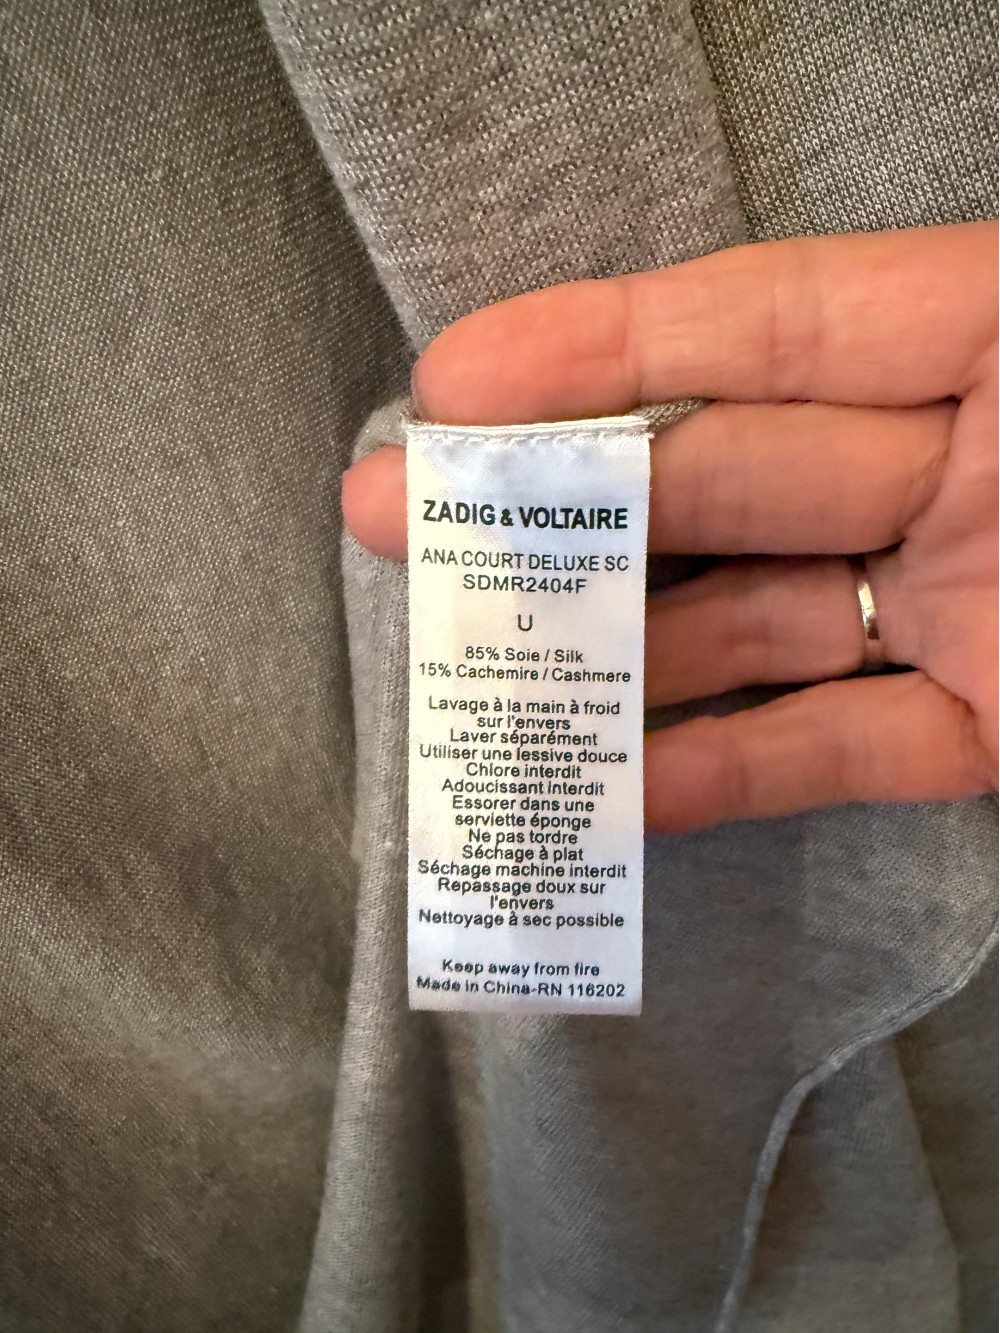 ZADIG & VOLTAIRE
ANA COURT DELUXE SC
SDMR2404F
U
85% Soie / Silk
15% Cachemire / Cashmere
Lavage à la main à froid
sur l'envers
Laver séparément
Utiliser une lessive douce
Chlore interdit
Adoucissant interdit
Essorer dans une
serviette éponge
Ne pas tordre
Séchage à plat
Séchage machine interdit
Repassage doux sur
l'envers
Nettoyage à sec possible
Keep away from fire
Made in China-RN 116202